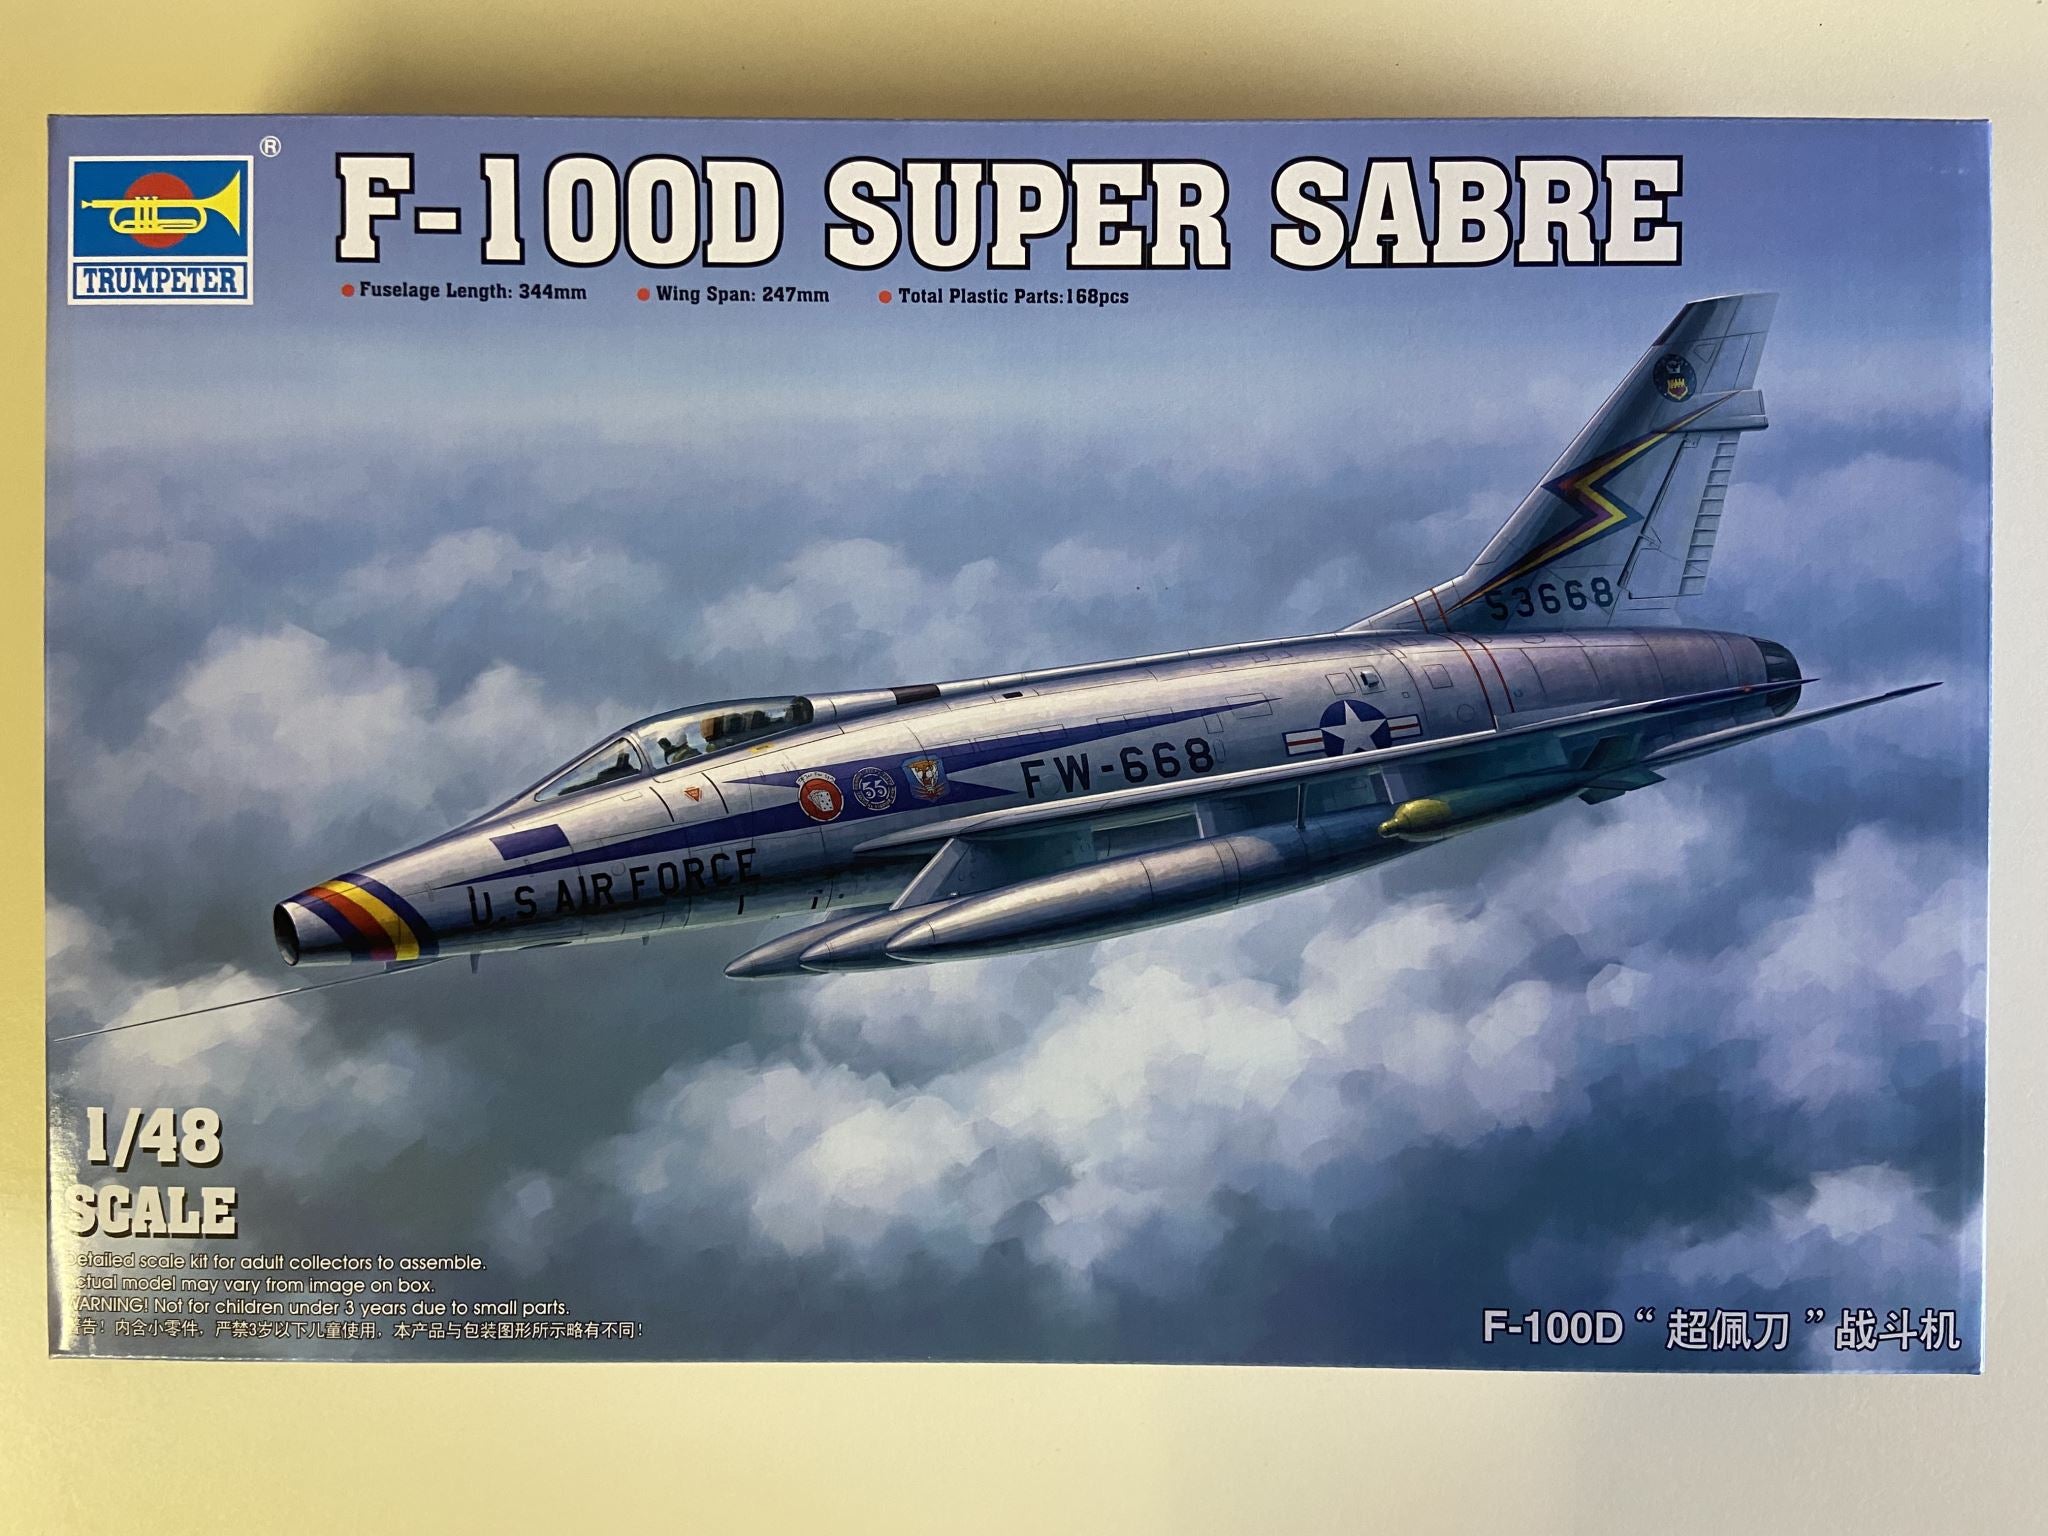 ®
TRUMPETER
F-100D SUPER SABRE
Fuselage Length: 344mm
Wing Span: 247mm
Total Plastic Parts:168pcs
53668
FW-668
55
U.S AIR FORCE
1/48
SCALE
Detailed scale kit for adult collectors to assemble.
Actual model may vary from image on box.
WARNING! Not for children under 3 years due to small parts.
警告！内含小零件，严禁3岁以下儿童使用，本产品与包装图形所示略有不同！
F-100D“超佩刀”战斗机